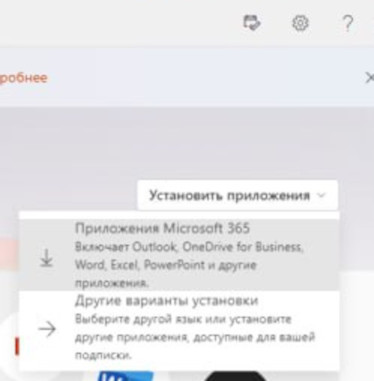 ?
робнее
Установить приложения
Приложения Microsoft 365
Включает Outlook, OneDrive for Business,
Word, Excel, PowerPoint и другие
приложения.
Другие варианты установки
Выберите другой язык или установите
другие приложения, доступные для вашей
подписки.
W